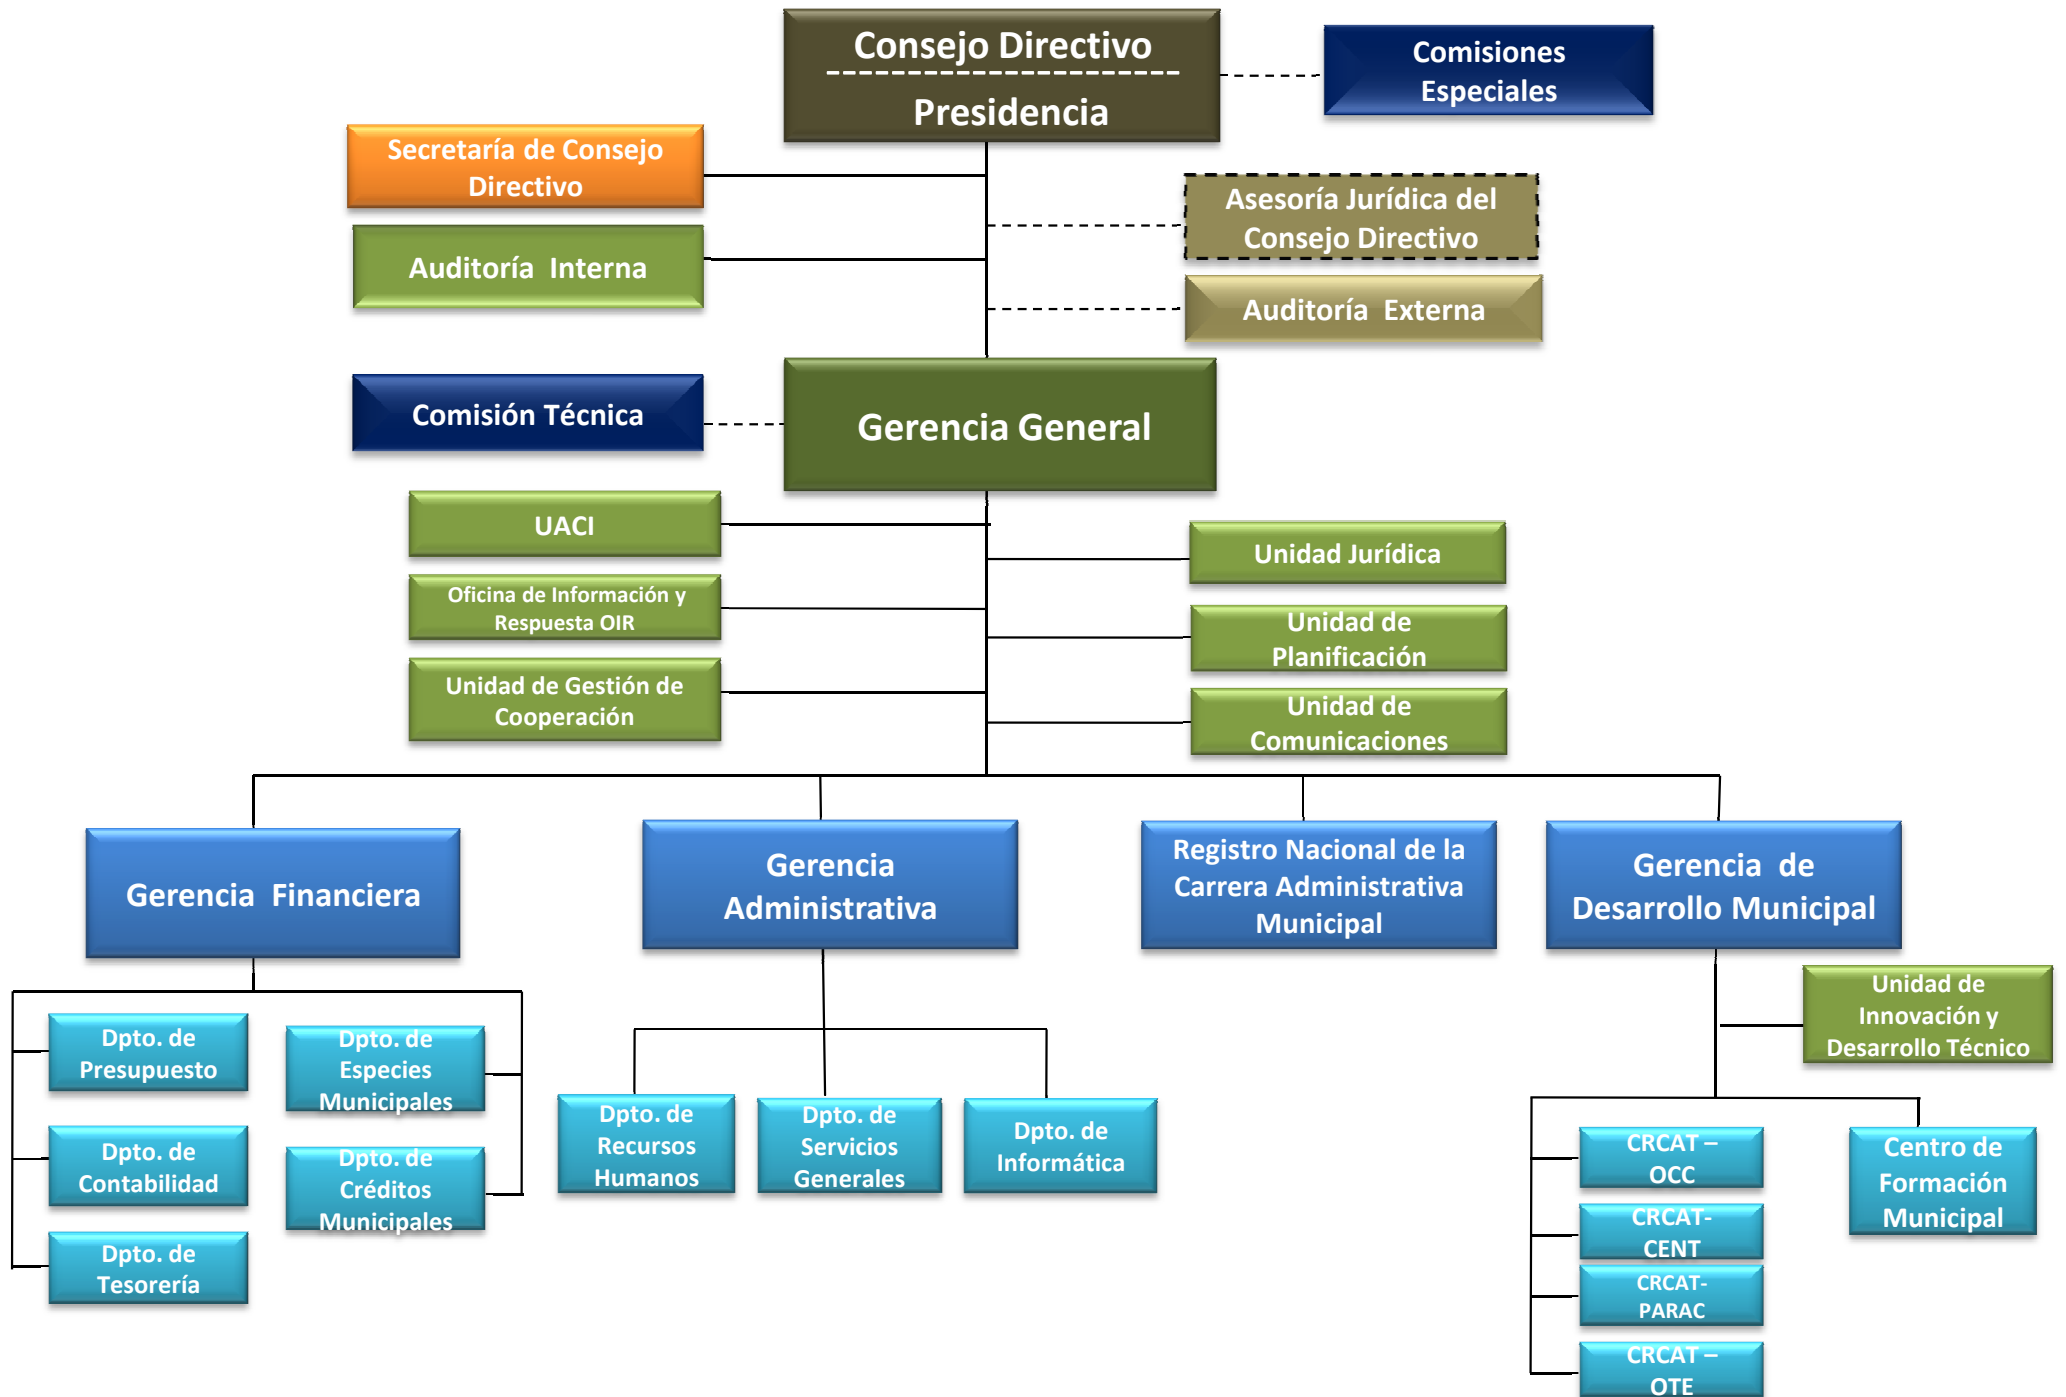 Consejo Directivo
Presidencia
Comisiones
Especiales
Secretaría de Consejo
Directivo
Asesoría Jurídica del
Consejo Directivo
Auditoría Interna
Auditoría Externa
Comisión Técnica
Gerencia General
UACI
Unidad Jurídica
Oficina de Información y
Respuesta OIR
Unidad de
Planificación
Unidad de Gestión de
Cooperación
Unidad de
Comunicaciones
Gerencia Financiera
Gerencia
Administrativa
Registro Nacional de la
Carrera Administrativa
Municipal
Gerencia de
Desarrollo Municipal
Unidad de
Innovación y
Desarrollo Técnico
Dpto. de
Presupuesto
Dpto. de
Especies
Municipales
Dpto. de
Contabilidad
Dpto. de
Créditos
Municipales
Dpto. de
Tesorería
Dpto. de
Recursos
Humanos
Dpto. de
Servicios
Generales
Dpto. de
Informática
CRCAT –
OCC
CRCAT-
CENT
CRCAT-
PARAC
CRCAT –
OTE
Centro de
Formación
Municipal